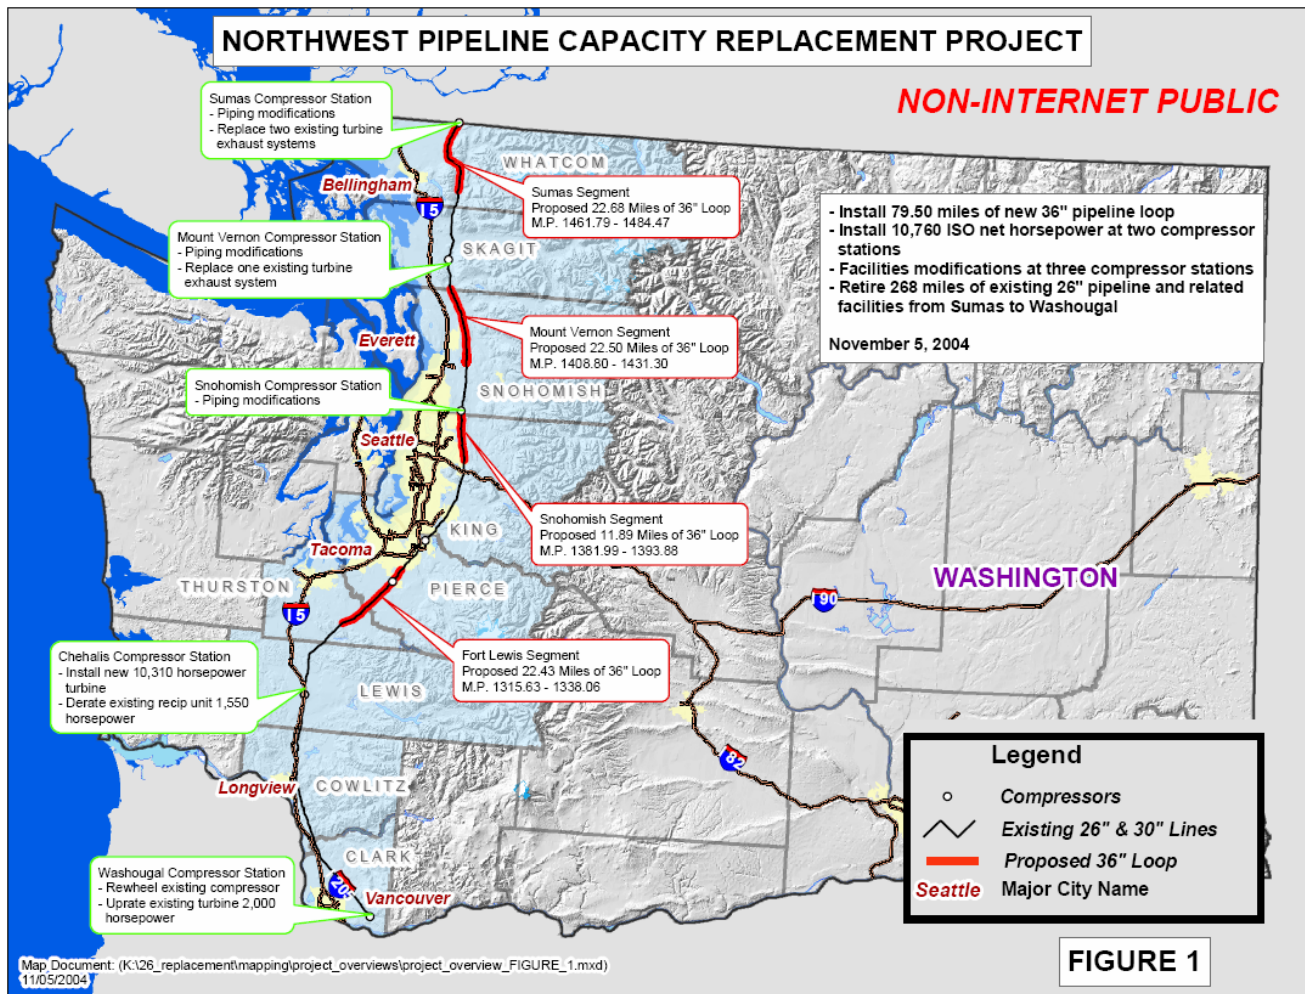 NORTHWEST PIPELINE CAPACITY REPLACEMENT PROJECT
NON-INTERNET PUBLIC
Sumas Compressor Station
- Piping modifications
- Replace two existing turbine
exhaust systems
WHATCOM
Bellingham
I 5
Sumas Segment
Proposed 22.68 Miles of 36" Loop
M.P. 1461.79 - 1484.47
- Install 79.50 miles of new 36" pipeline loop
- Install 10,760 ISO net horsepower at two compressor
stations
- Facilities modifications at three compressor stations
- Retire 268 miles of existing 26" pipeline and related
facilities from Sumas to Washougal
November 5, 2004
Mount Vernon Compressor Station
- Piping modifications
- Replace one existing turbine
exhaust system
SKAGIT
Mount Vernon Segment
Proposed 22.50 Miles of 36" Loop
M.P. 1408.80 - 1431.30
Everett
Snohomish Compressor Station
- Piping modifications
SNOHOMISH
Seattle
Snohomish Segment
Proposed 11.89 Miles of 36" Loop
M.P. 1381.99 - 1393.88
KING
Tacoma
THURSTON
PIERCE
WASHINGTON
I 90
I 5
Fort Lewis Segment
Proposed 22.43 Miles of 36" Loop
M.P. 1315.63 - 1338.06
Chehalis Compressor Station
- Install new 10,310 horsepower
turbine
- Derate existing recip unit 1,550
horsepower
LEWIS
I 82
Longview
COWLITZ
CLARK
Washougal Compressor Station
- Rewheel existing compressor
- Uprate existing turbine 2,000
horsepower
205
Vancouver
Legend
Compressors
Existing 26" & 30" Lines
Proposed 36" Loop
Seattle Major City Name
Map Document: (K:\26_replacement\mapping\project_overviews\project_overview_FIGURE_1.mxd)
11/05/2004
FIGURE 1